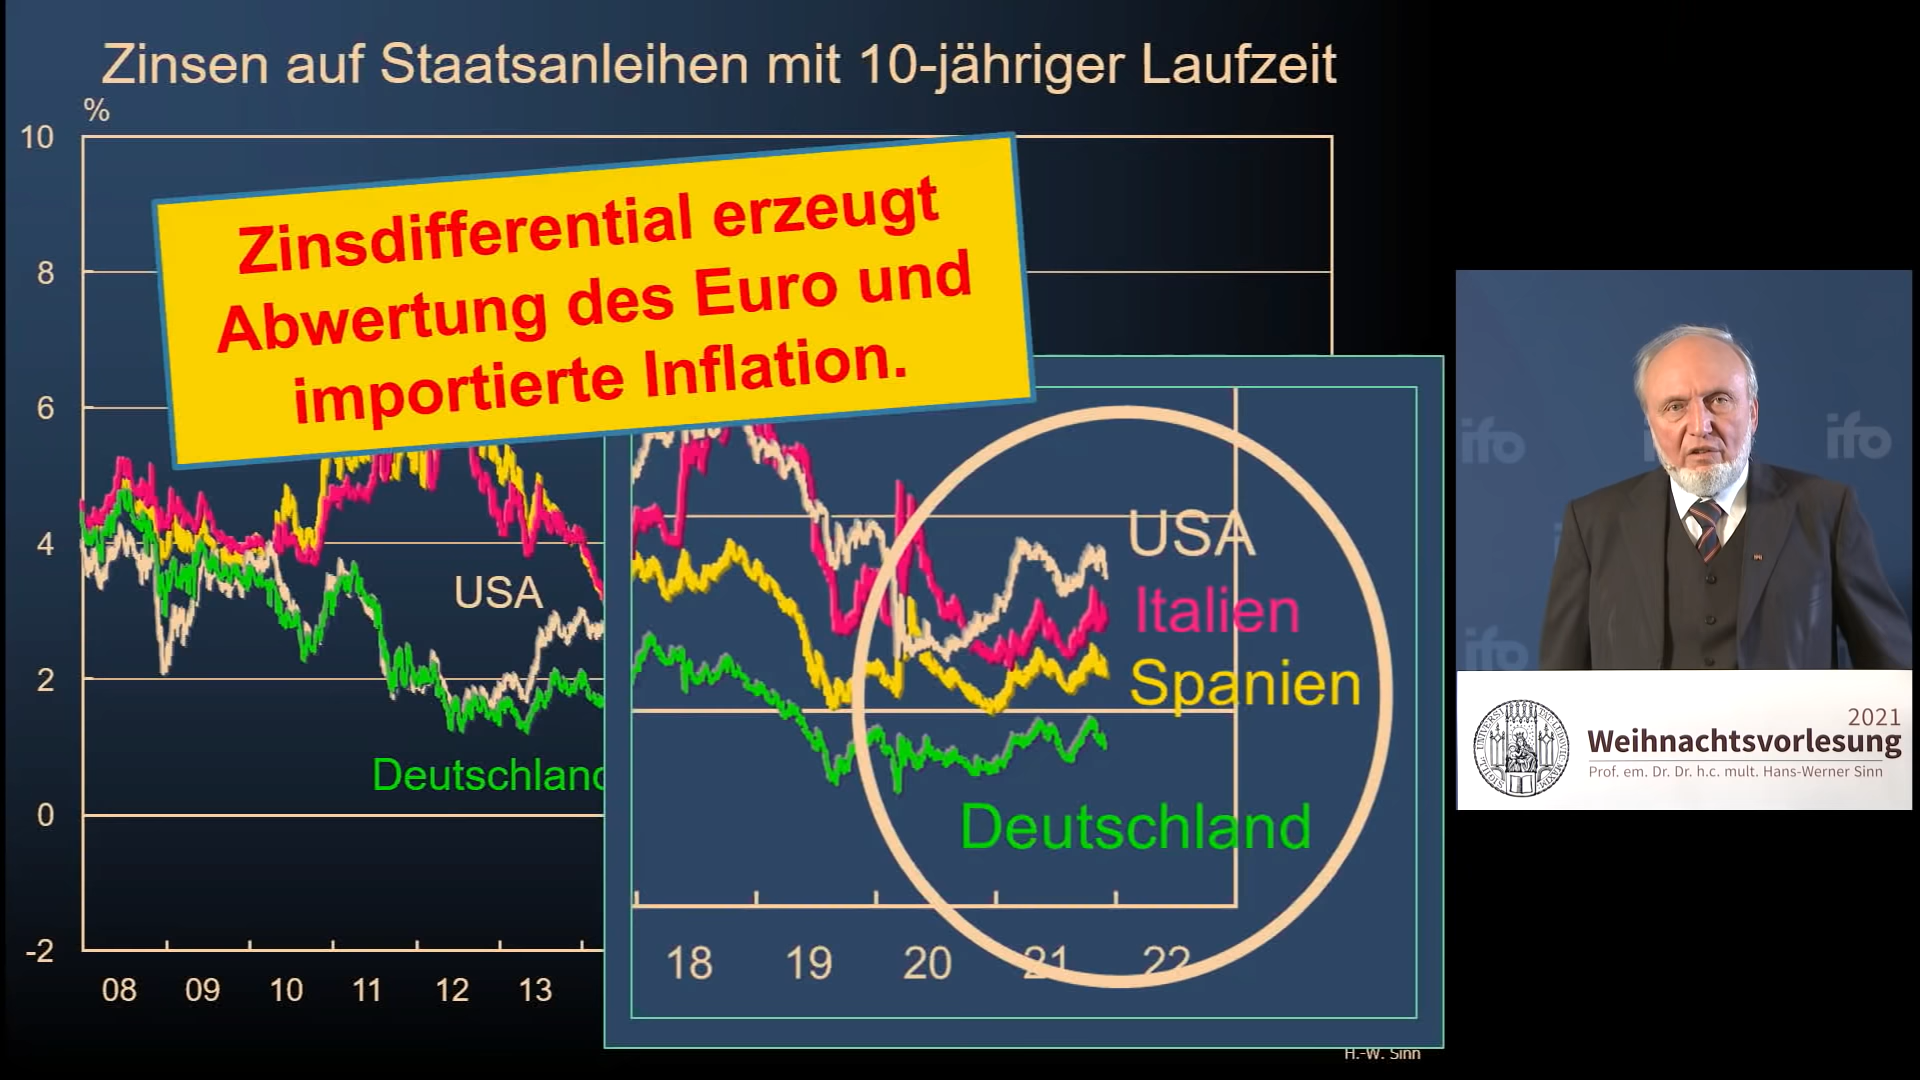 Zinsen auf Staatsanleihen mit 10-jähriger Laufzeit
%
10
8
6
4
2
0
-2
08 09 10 11 12 13
Zinsdifferential erzeugt
Abwertung des Euro und
importierte Inflation.
USA
Deutschland
USA
Italien
Spanien
Deutschland
18 19 20 21 22
H.-W. Sinn
ifo
ifo
ifo
2021
Weihnachtsvorlesung
Prof. em. Dr. Dr. h.c. mult. Hans-Werner Sinn